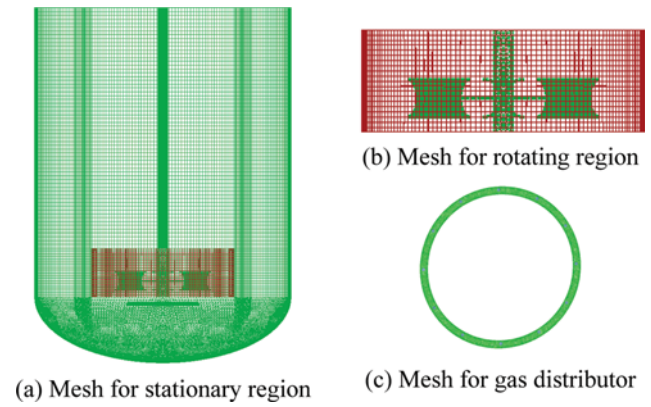 (b) Mesh for rotating region
(a) Mesh for stationary region
(c) Mesh for gas distributor